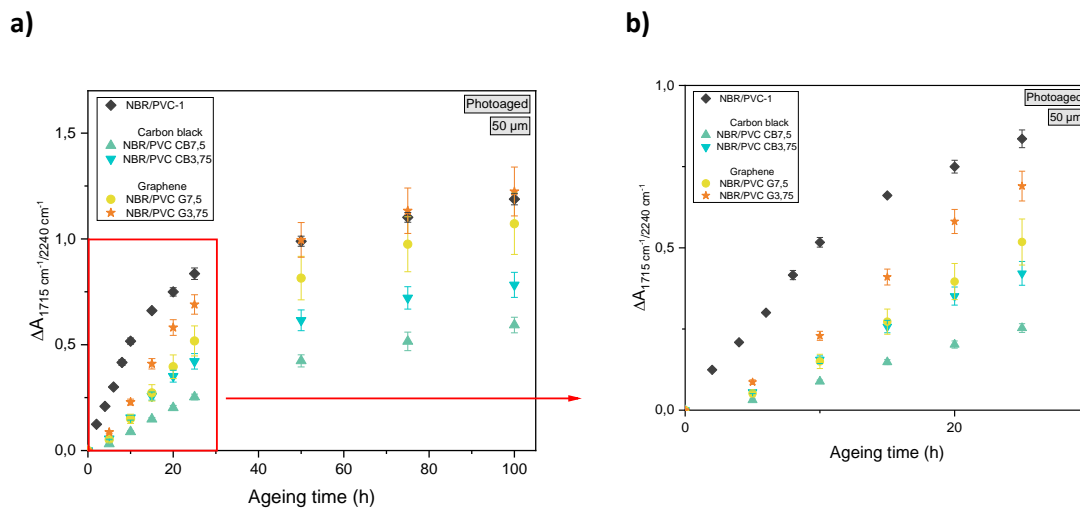 a)
b)
NBR/PVC-1
Carbon black
NBR/PVC CB7,5
NBR/PVC CB3,75
Graphene
NBR/PVC G7,5
NBR/PVC G3,75
Photoaged
50 µm
1,5
1,0
0,5
0,0
0
20
40
60
80
100
Ageing time (h)
ΔA1715 cm-1/2240 cm-1
NBR/PVC-1
Carbon black
NBR/PVC CB7,5
NBR/PVC CB3,75
Graphene
NBR/PVC G7,5
NBR/PVC G3,75
Photoaged
50 µm
1,0
0,5
0,0
0
20
Ageing time (h)
ΔA1715 cm-1/2240 cm-1